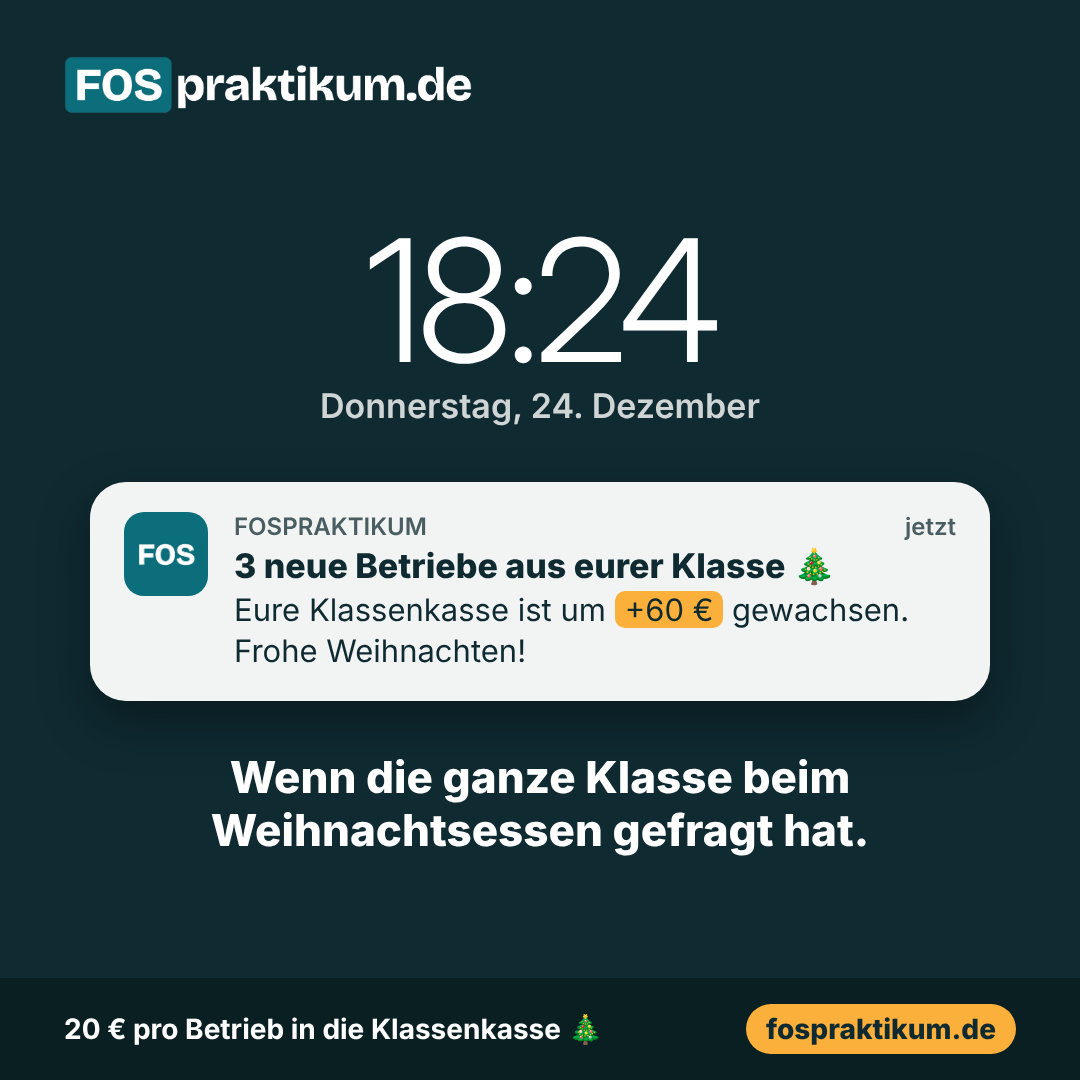 FOS praktikum.de
18:24
Donnerstag, 24. Dezember
FOS
FOSPRAKTIKUM
jetzt
3 neue Betriebe aus eurer Klasse 🎄
Eure Klassenkasse ist um +60 € gewachsen.
Frohe Weihnachten!
Wenn die ganze Klasse beim
Weihnachtsessen gefragt hat.
20 € pro Betrieb in die Klassenkasse 🎄
fospraktikum.de